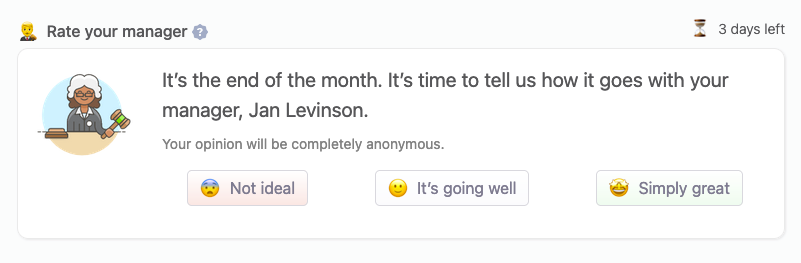 Rate your manager ?
3 days left
It's the end of the month. It's time to tell us how it goes with your
manager, Jan Levinson.
Your opinion will be completely anonymous.
Not ideal
It's going well
Simply great